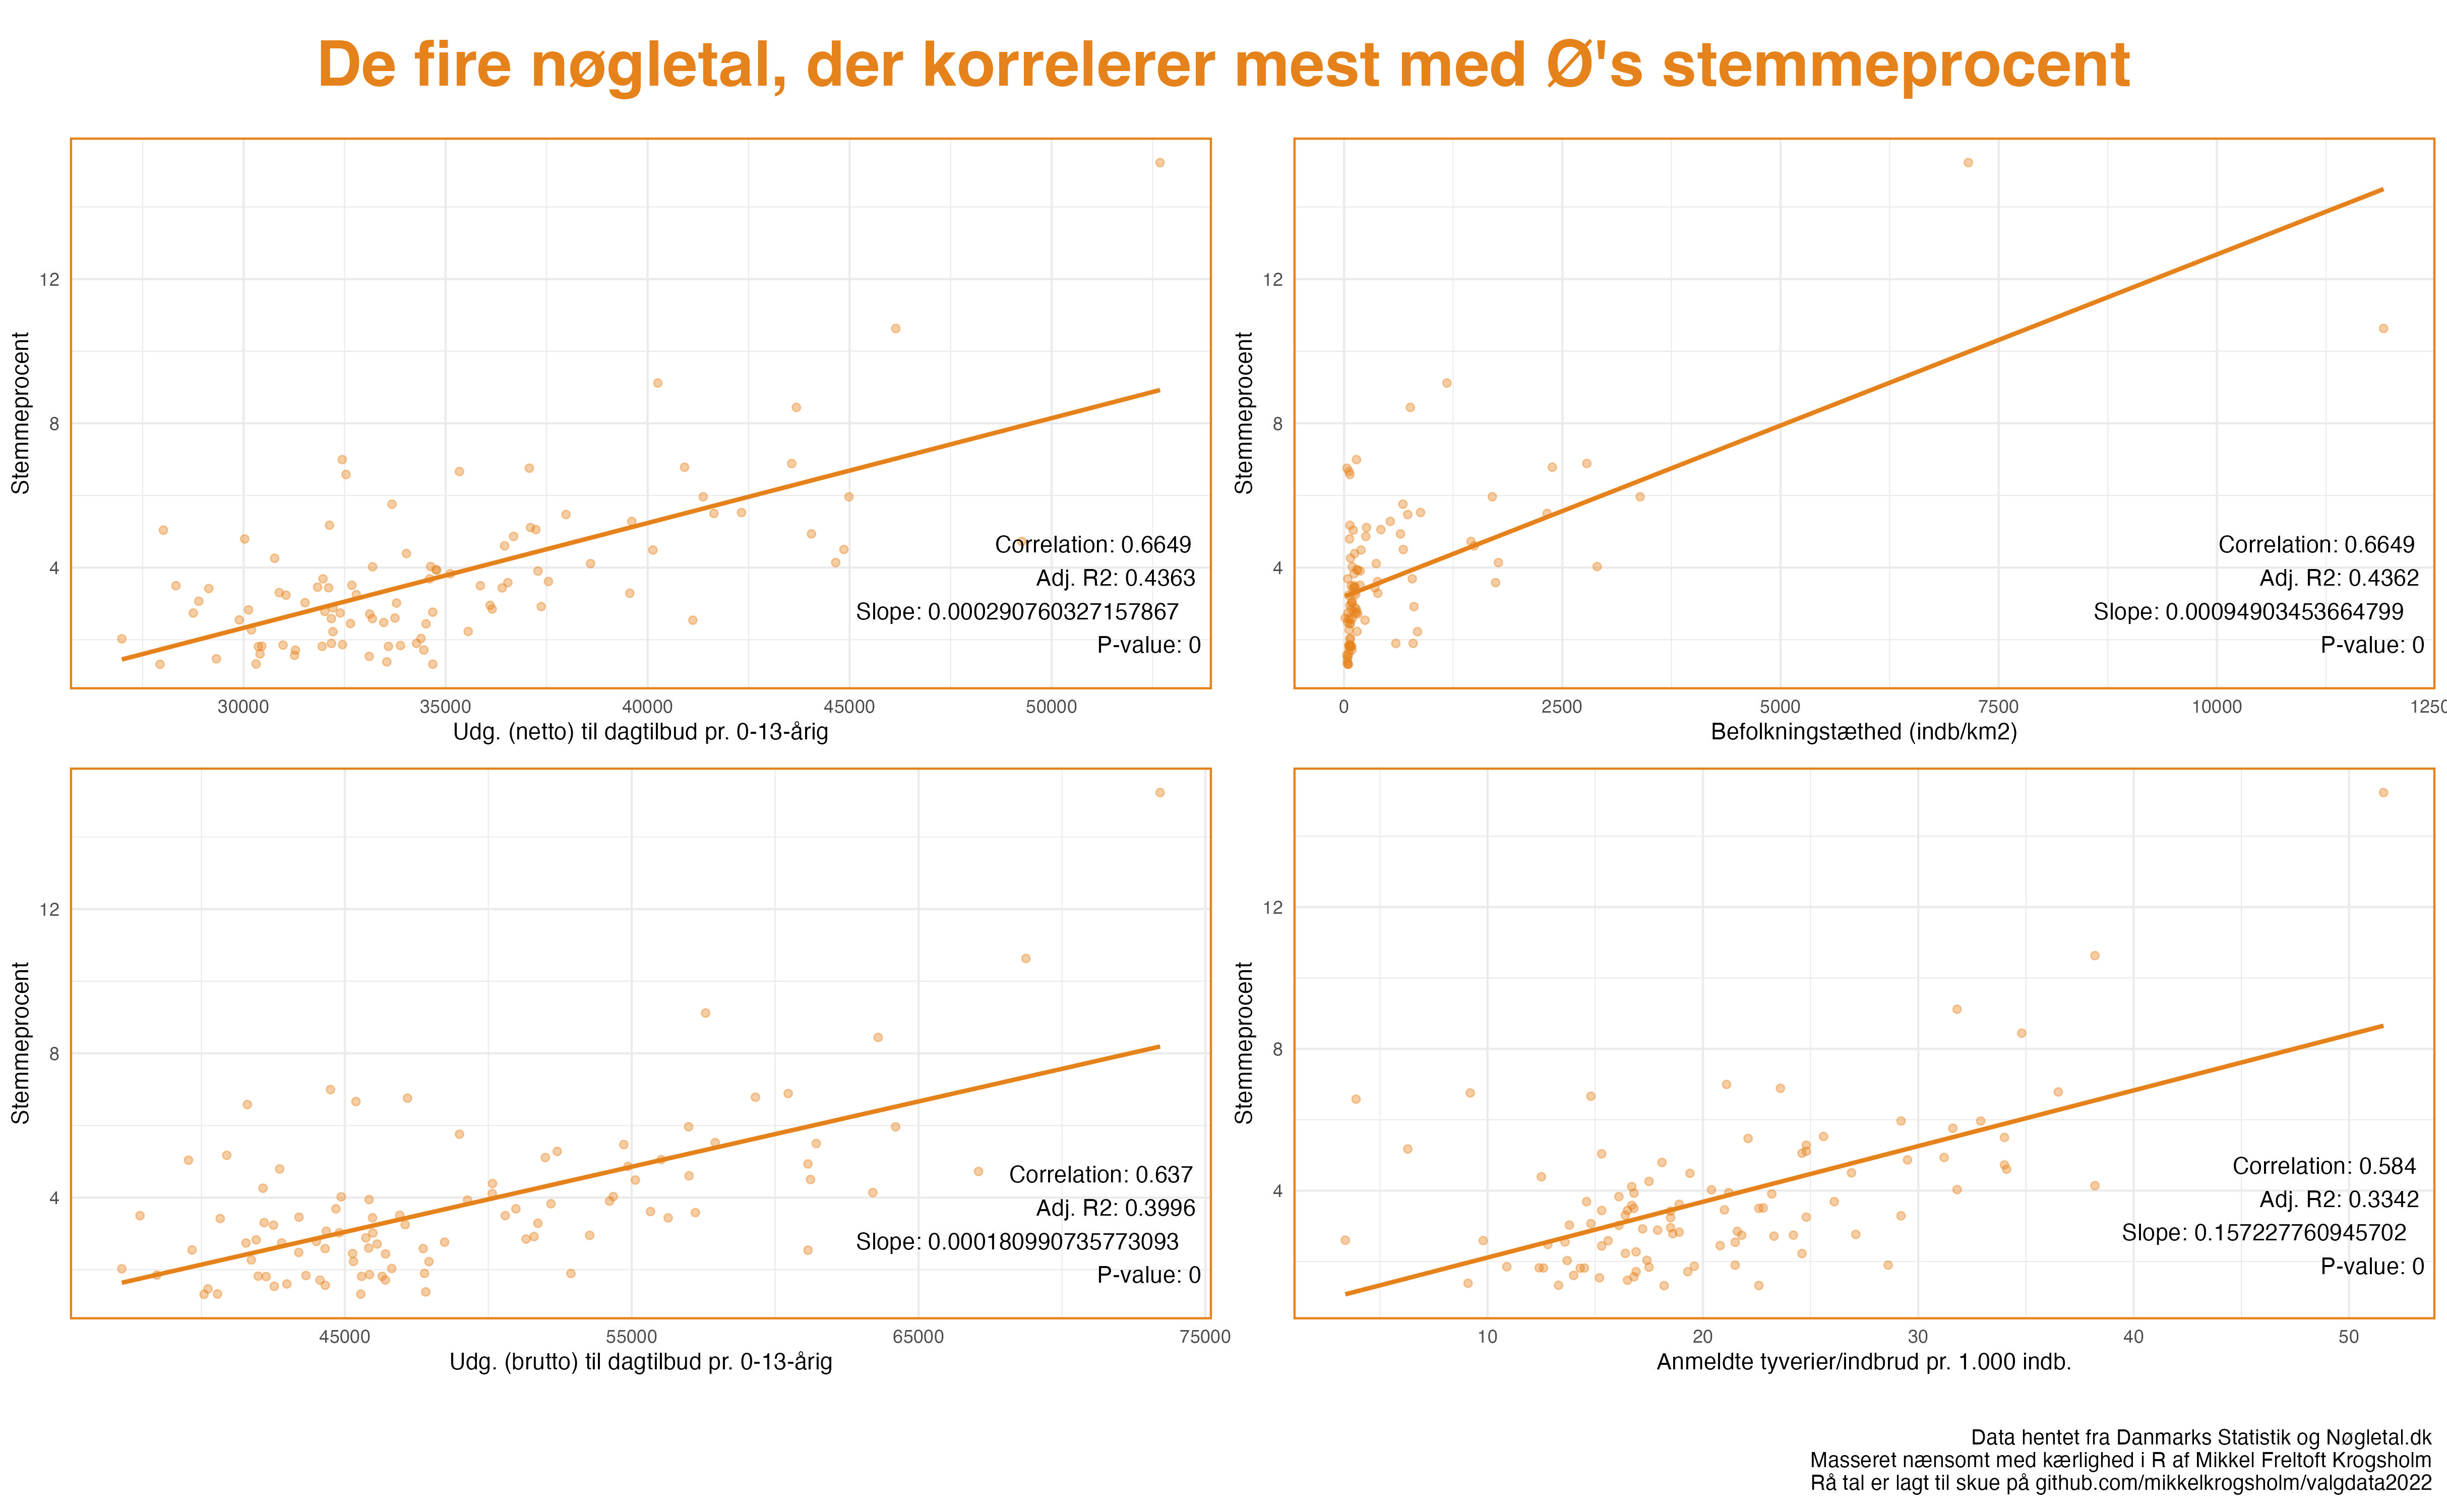 De fire nøgletal, der korrelerer mest med Ø's stemmeprocent
Stemmeprocent
12
8
4
Correlation: 0.6649
Adj. R2: 0.4363
Slope: 0.000290760327157867
P-value: 0
30000 35000 40000 45000 50000
Udg. (netto) til dagtilbud pr. 0-13-årig
Stemmeprocent
12
8
4
Correlation: 0.6649
Adj. R2: 0.4362
Slope: 0.00094903453664799
P-value: 0
0 2500 5000 7500 10000 1250
Befolkningstæthed (indb/km2)
Stemmeprocent
12
8
4
Correlation: 0.637
Adj. R2: 0.3996
Slope: 0.000180990735773093
P-value: 0
45000 55000 65000 75000
Udg. (brutto) til dagtilbud pr. 0-13-årig
Stemmeprocent
12
8
4
Correlation: 0.584
Adj. R2: 0.3342
Slope: 0.157227760945702
P-value: 0
10 20 30 40 50
Anmeldte tyverier/indbrud pr. 1.000 indb.
Data hentet fra Danmarks Statistik og Nøgletal.dk
Masseret nænsomt med kærlighed i R af Mikkel Freltoft Krogsholm
Rå tal er lagt til skue på github.com/mikkelkrogsholm/valgdata2022